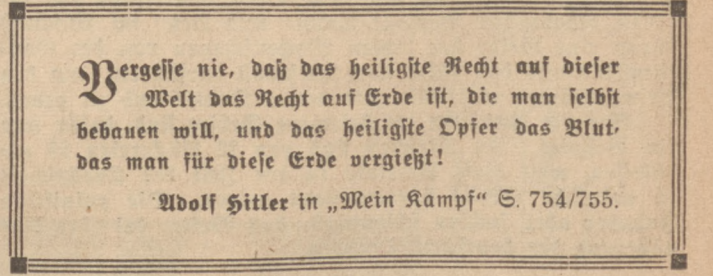 Vergesse nie, daß das heiligste Recht auf dieser
Welt das Recht auf Erde ist, die man selbst
bebauen will, und das heiligste Opfer das Blut,
das man für diese Erde vergießt!
Adolf Hitler in „Mein Kampf“ S. 754/755.